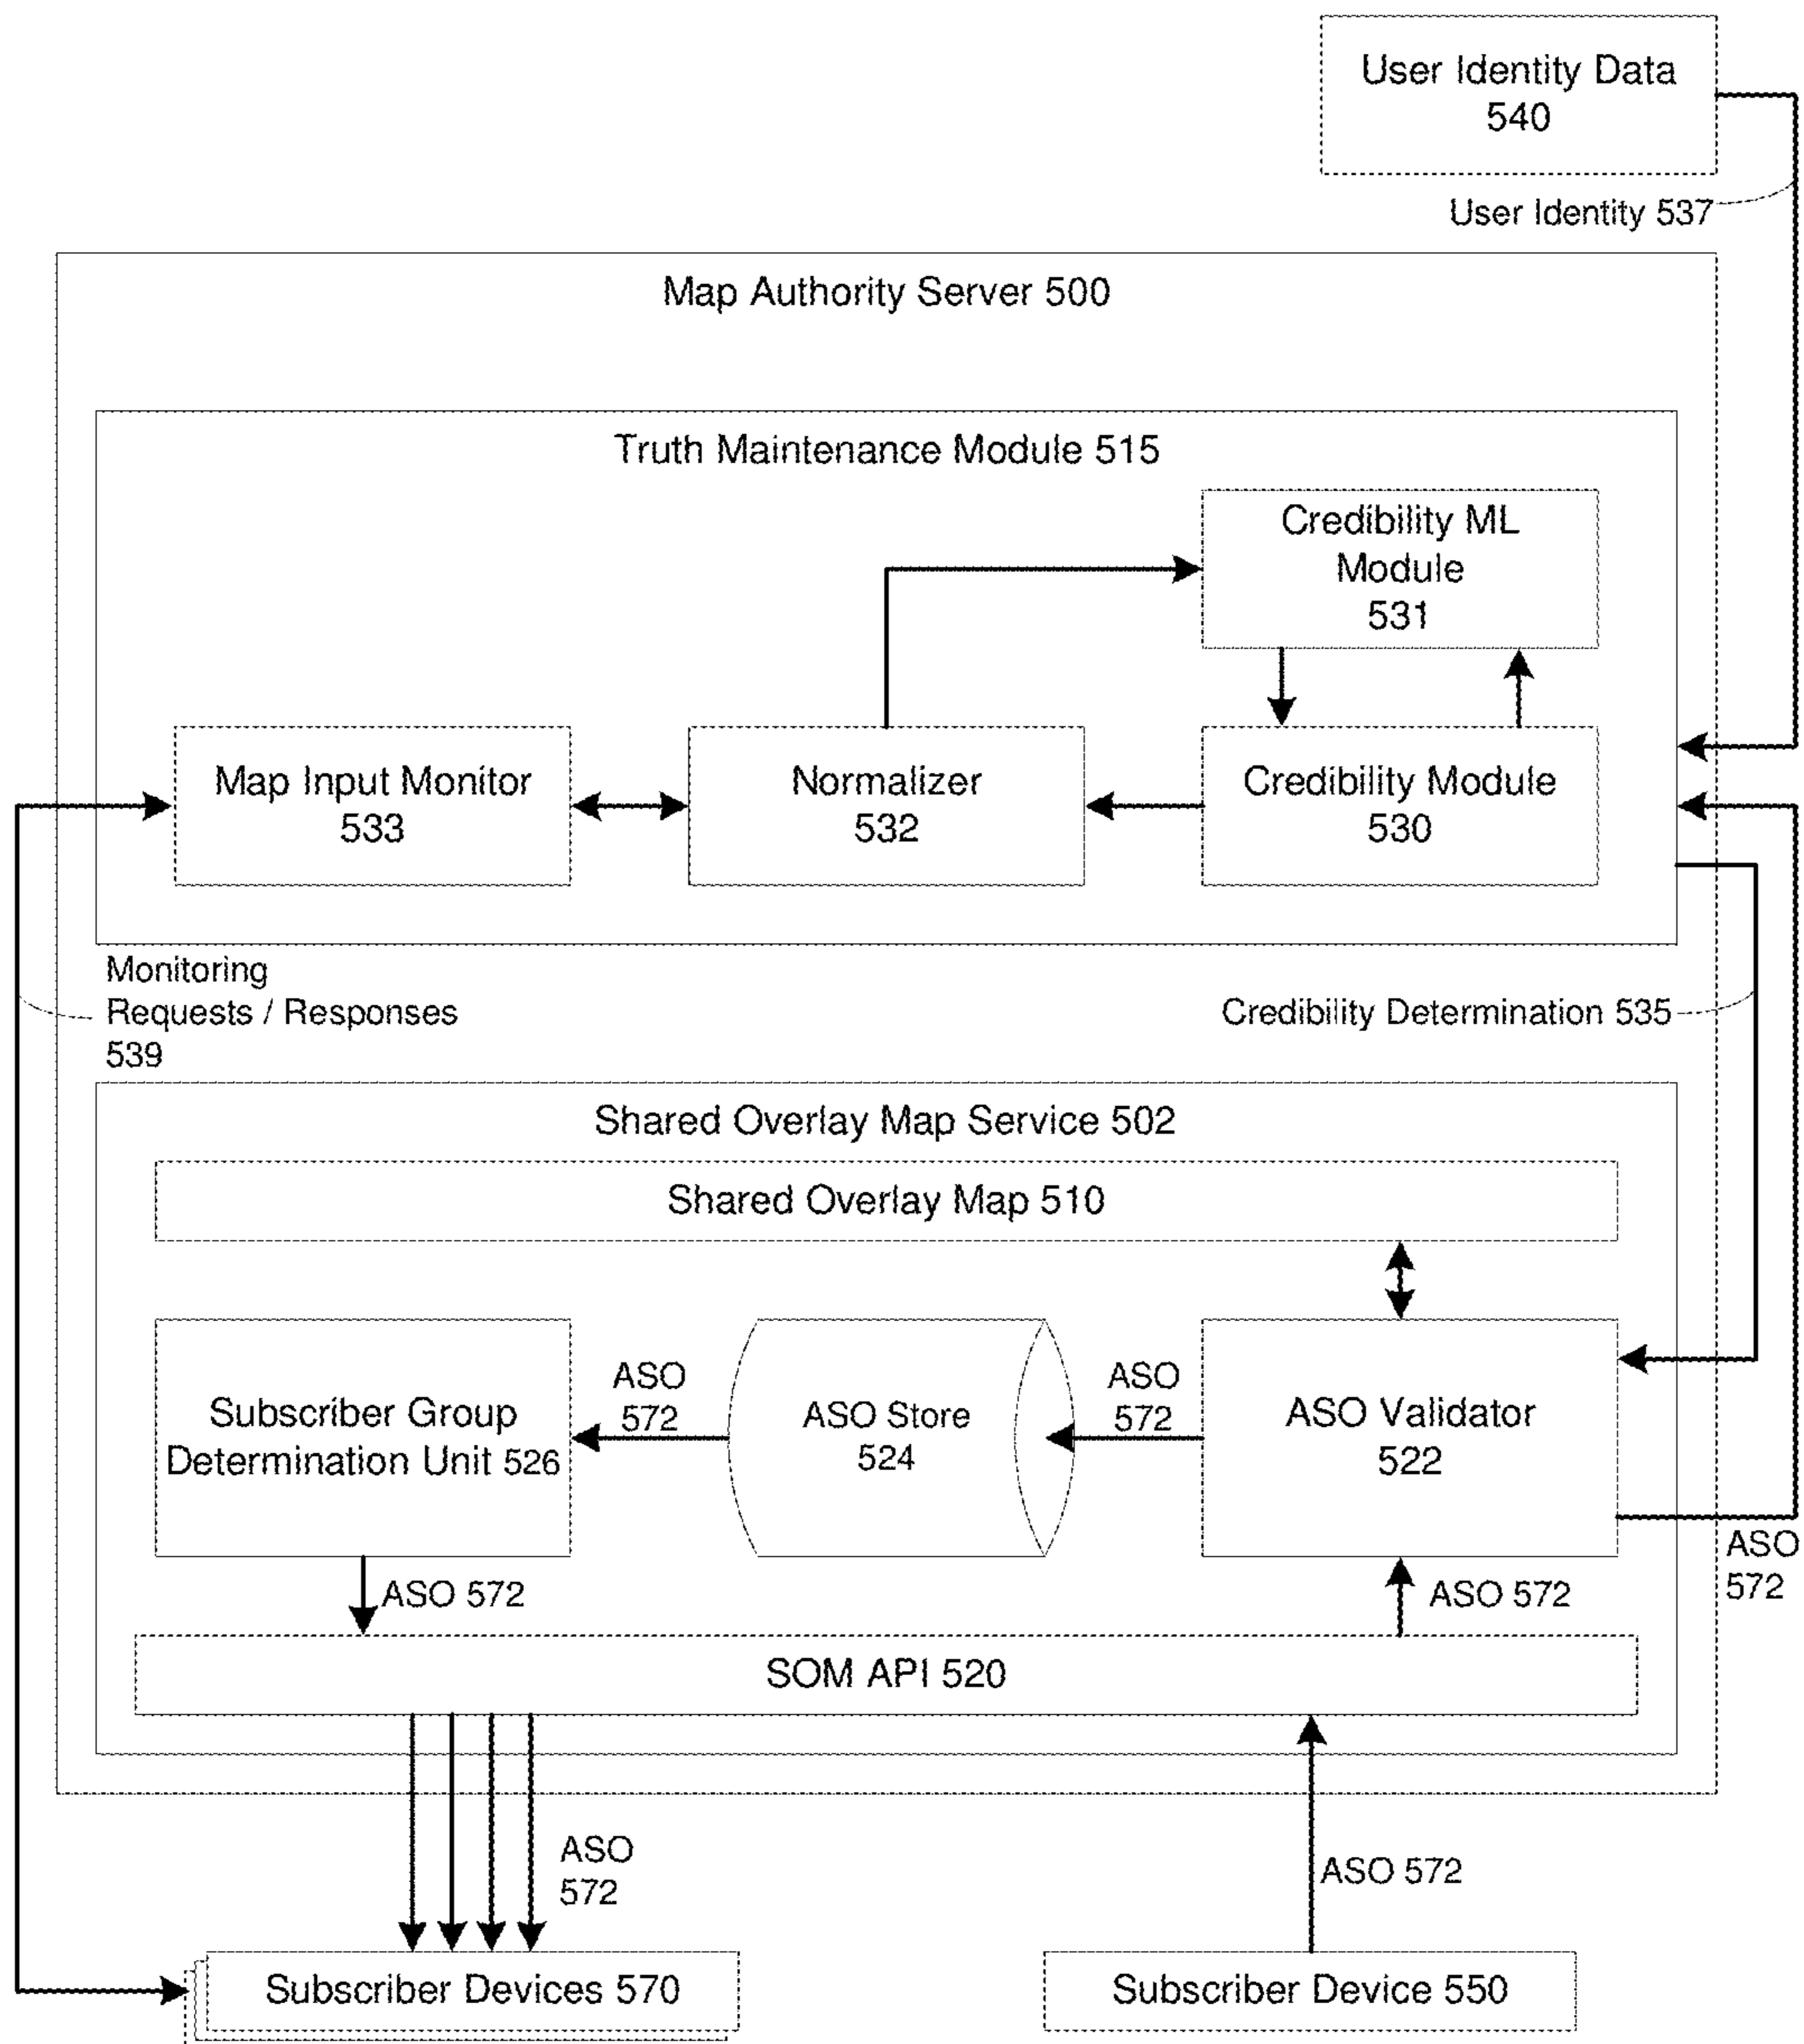 User Identity Data
540
User Identity 537
Map Authority Server 500
Truth Maintenance Module 515
Credibility ML
Module
531
Map Input Monitor
533
Normalizer
532
Credibility Module
530
Monitoring
Requests / Responses
539
Credibility Determination 535
Shared Overlay Map Service 502
Shared Overlay Map 510
Subscriber Group
Determination Unit 526
ASO
572
ASO Store
524
ASO
572
ASO Validator
522
ASO
572
ASO 572
ASO 572
SOM API 520
ASO
572
ASO 572
Subscriber Devices 570
Subscriber Device 550